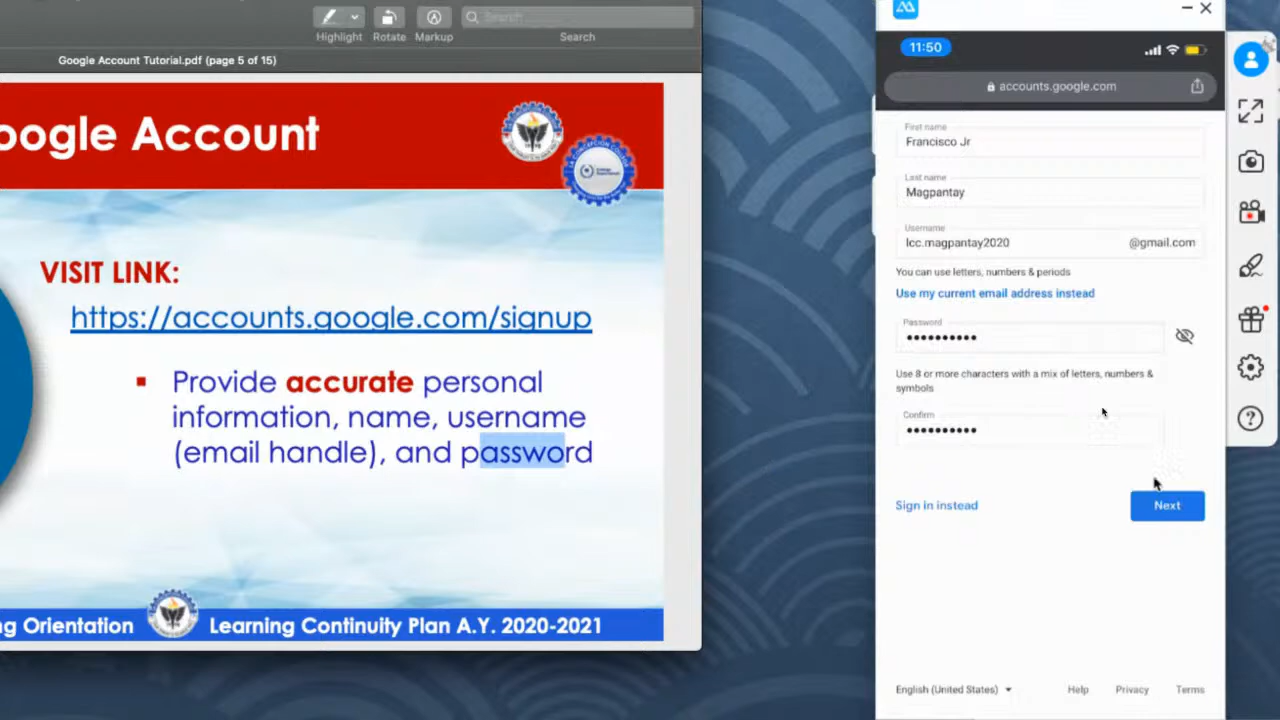 Search
Highlight
Rotate
Markup
Search
Google Account Tutorial.pdf (page 5 of 15)
oogle Account
VISIT LINK:
https://accounts.google.com/signup
▪ Provide accurate personal
information, name, username
(email handle), and password
ng Orientation
Learning Continuity Plan A.Y. 2020-2021
11:50
accounts.google.com
First name
Francisco Jr
Last name
Magpantay
Username
lcc.magpantay2020 @gmail.com
You can use letters, numbers & periods
Use my current email address instead
Password
••••••••••
Use 8 or more characters with a mix of letters, numbers &
symbols
Confirm
••••••••••
Sign in instead
Next
English (United States)
Help
Privacy
Terms